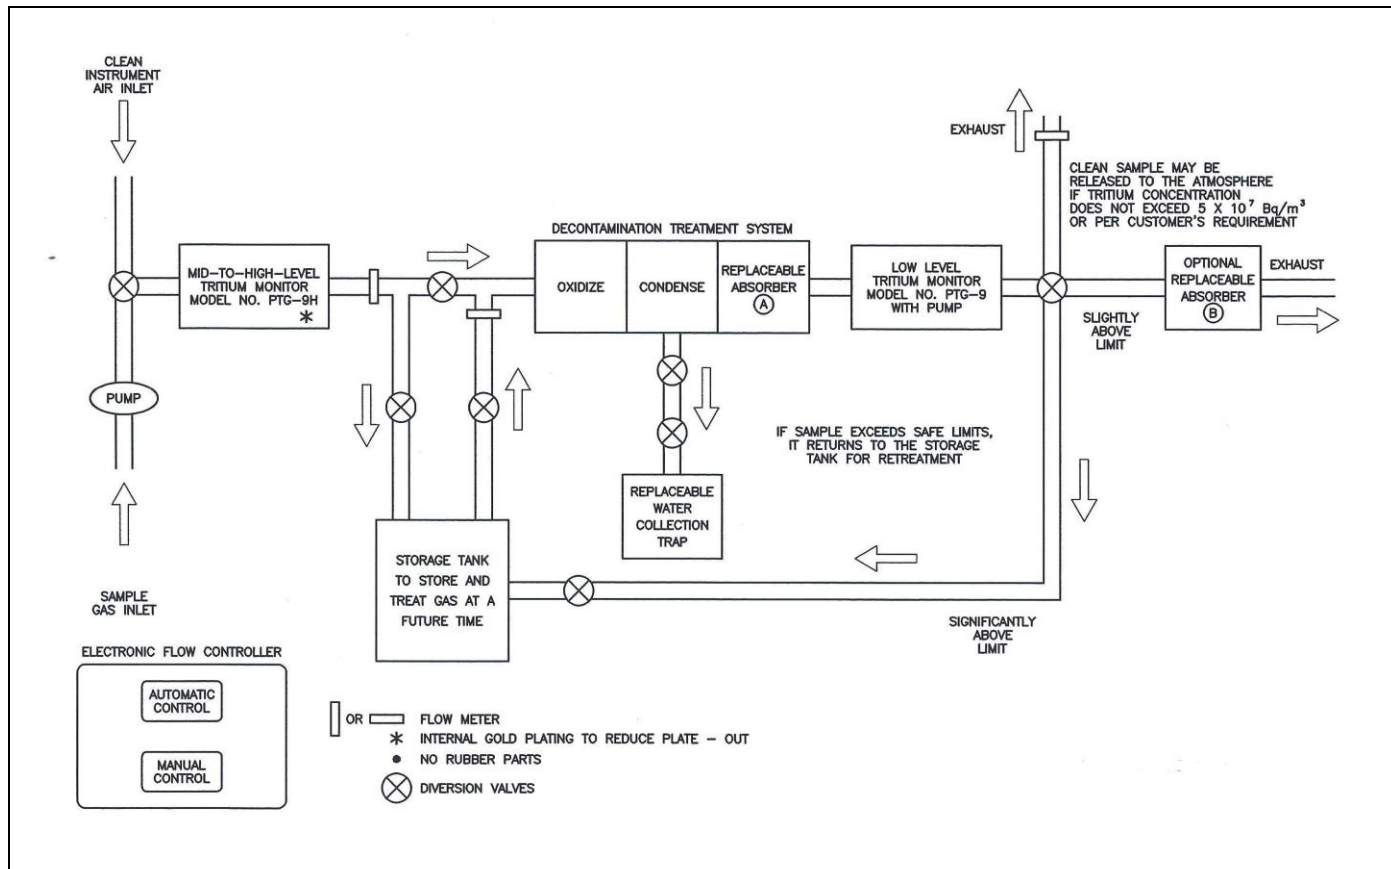 CLEAN
INSTRUMENT
AIR INLET
EXHAUST
CLEAN SAMPLE MAY BE
RELEASED TO THE ATMOSPHERE
IF TRITIUM CONCENTRATION
DOES NOT EXCEED 5 X 10⁷ Bq/m³
OR PER CUSTOMER'S REQUIREMENT
DECONTAMINATION TREATMENT SYSTEM
MID-TO-HIGH-LEVEL
TRITIUM MONITOR
MODEL NO. PTG-9H
*
OXIDIZE
CONDENSE
REPLACEABLE
ABSORBER
A
LOW LEVEL
TRITIUM MONITOR
MODEL NO. PTG-9
WITH PUMP
OPTIONAL
REPLACEABLE
ABSORBER
B
EXHAUST
SLIGHTLY
ABOVE
LIMIT
PUMP
IF SAMPLE EXCEEDS SAFE LIMITS,
IT RETURNS TO THE STORAGE
TANK FOR RETREATMENT
REPLACEABLE
WATER
COLLECTION
TRAP
STORAGE TANK
TO STORE AND
TREAT GAS AT A
FUTURE TIME
SAMPLE
GAS INLET
SIGNIFICANTLY
ABOVE
LIMIT
ELECTRONIC FLOW CONTROLLER
AUTOMATIC
CONTROL
MANUAL
CONTROL
OR FLOW METER
* INTERNAL GOLD PLATING TO REDUCE PLATE - OUT
• NO RUBBER PARTS
DIVERSION VALVES